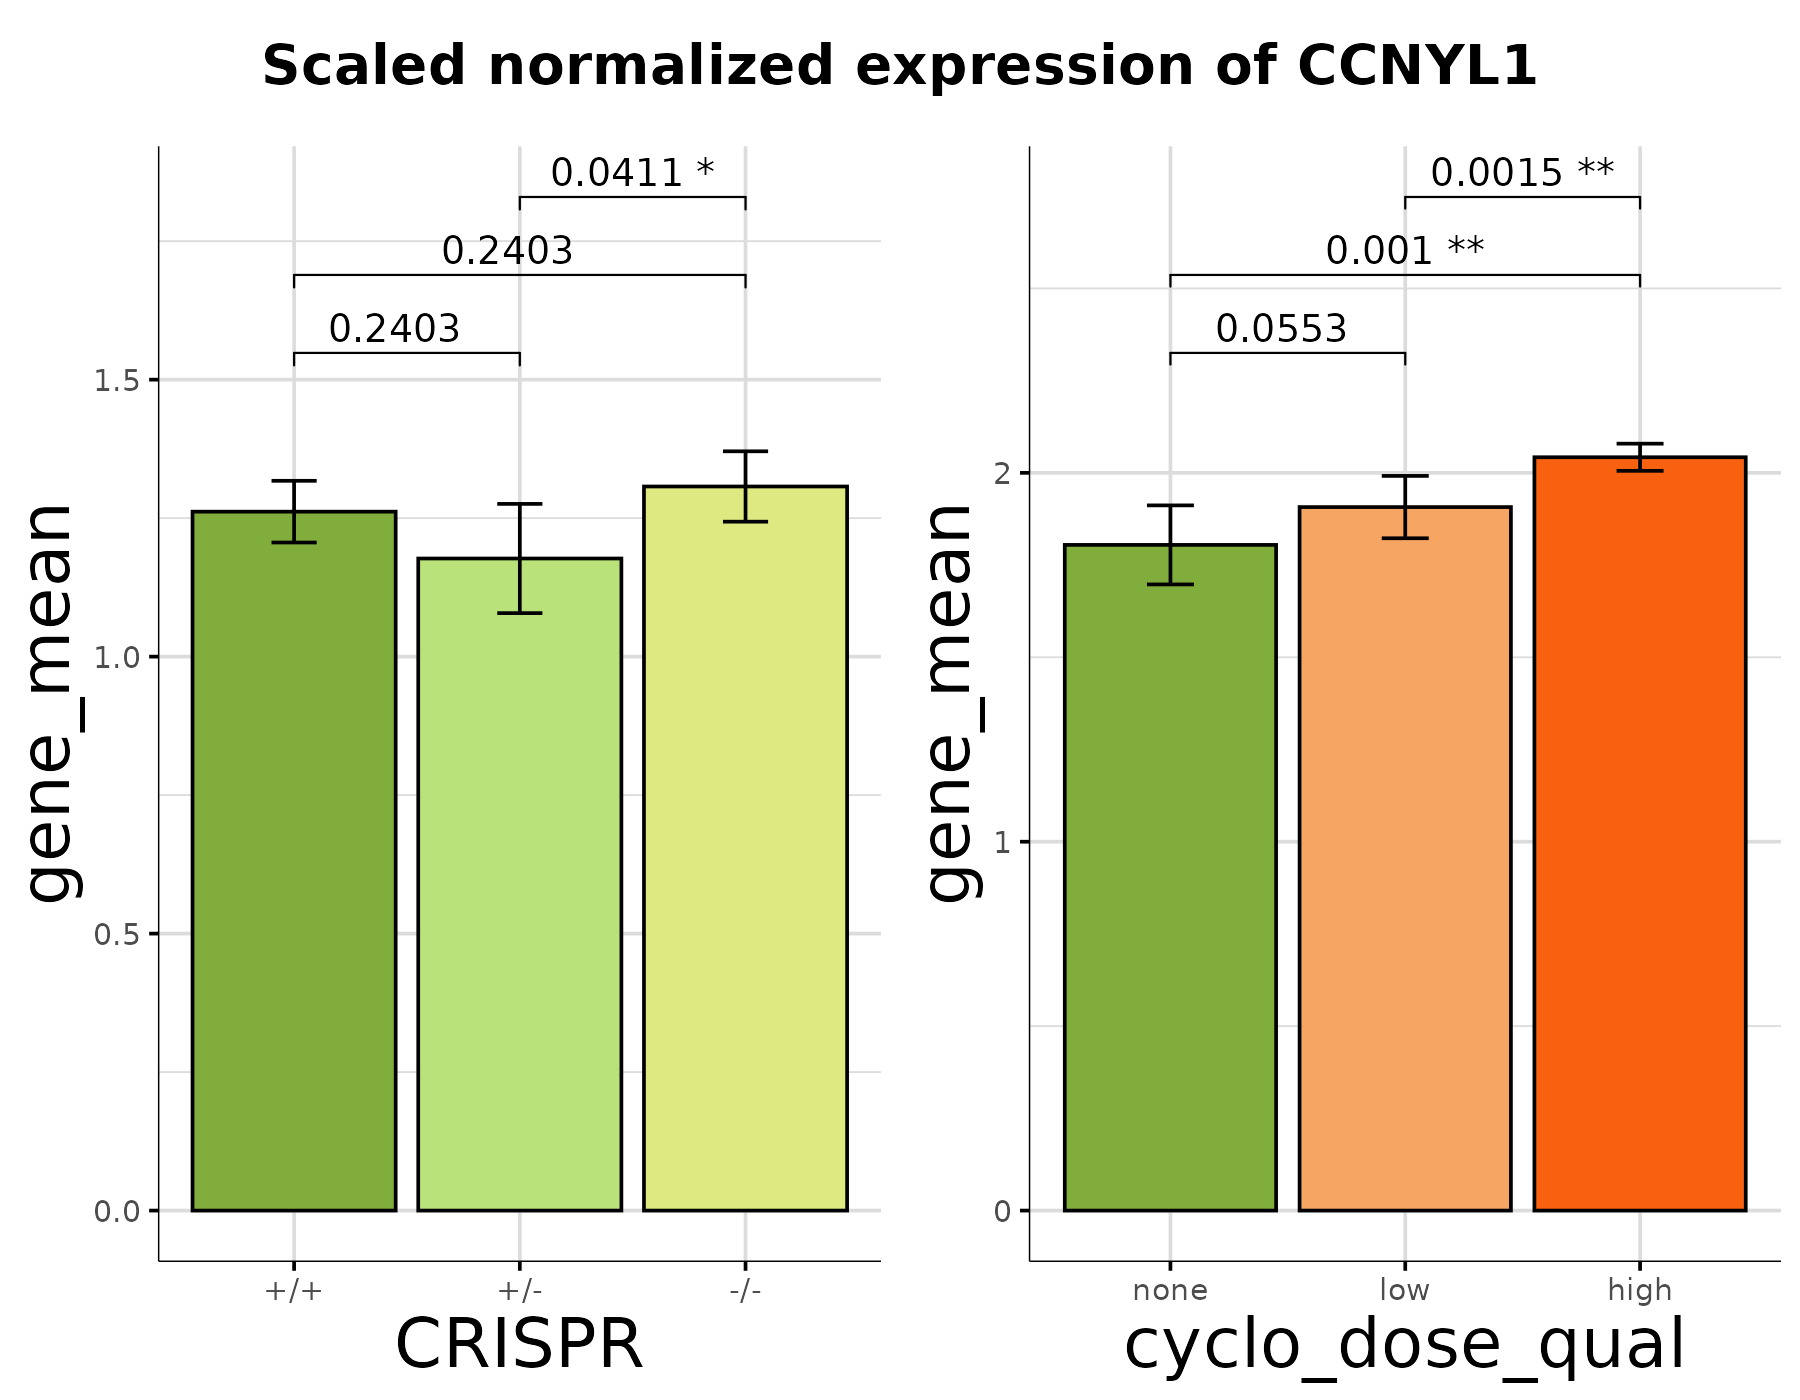 Scaled normalized expression of CCNYL1
0.0411 *
0.2403
0.2403
1.5
1.0
0.5
0.0
gene_mean
+/+ +/- -/-
CRISPR
0.0015 **
0.001 **
0.0553
2
1
0
gene_mean
none low high
cyclo_dose_qual